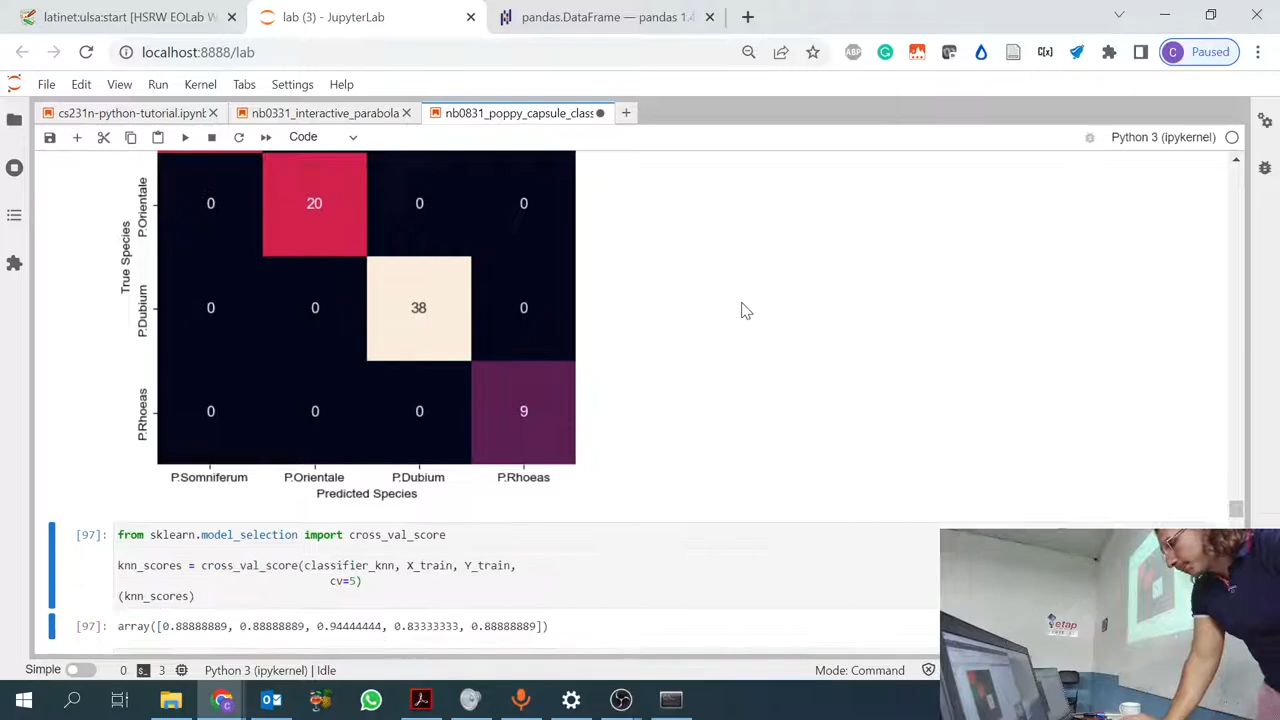 latinet:ulsa:start [HSRW EOLab W
lab (3) - JupyterLab
pandas.DataFrame — pandas 1.4
localhost:8888/lab
ABP
C[x]
C
Paused
File Edit View Run Kernel Tabs Settings Help
cs231n-python-tutorial.ipynb
nb0331_interactive_parabola
nb0831_poppy_capsule_class
Code
Python 3 (ipykernel)
True Species
P.Orientale
0 20 0 0
P.Dubium
0 0 38 0
P.Rhoeas
0 0 0 9
P.Somniferum P.Orientale P.Dubium P.Rhoeas
Predicted Species
[97]:
from sklearn.model_selection import cross_val_score
knn_scores = cross_val_score(classifier_knn, X_train, Y_train,
cv=5)
(knn_scores)
[97]:
array([0.88888889, 0.88888889, 0.94444444, 0.83333333, 0.88888889])
etap
Simple
0
3
Python 3 (ipykernel) | Idle
Mode: Command